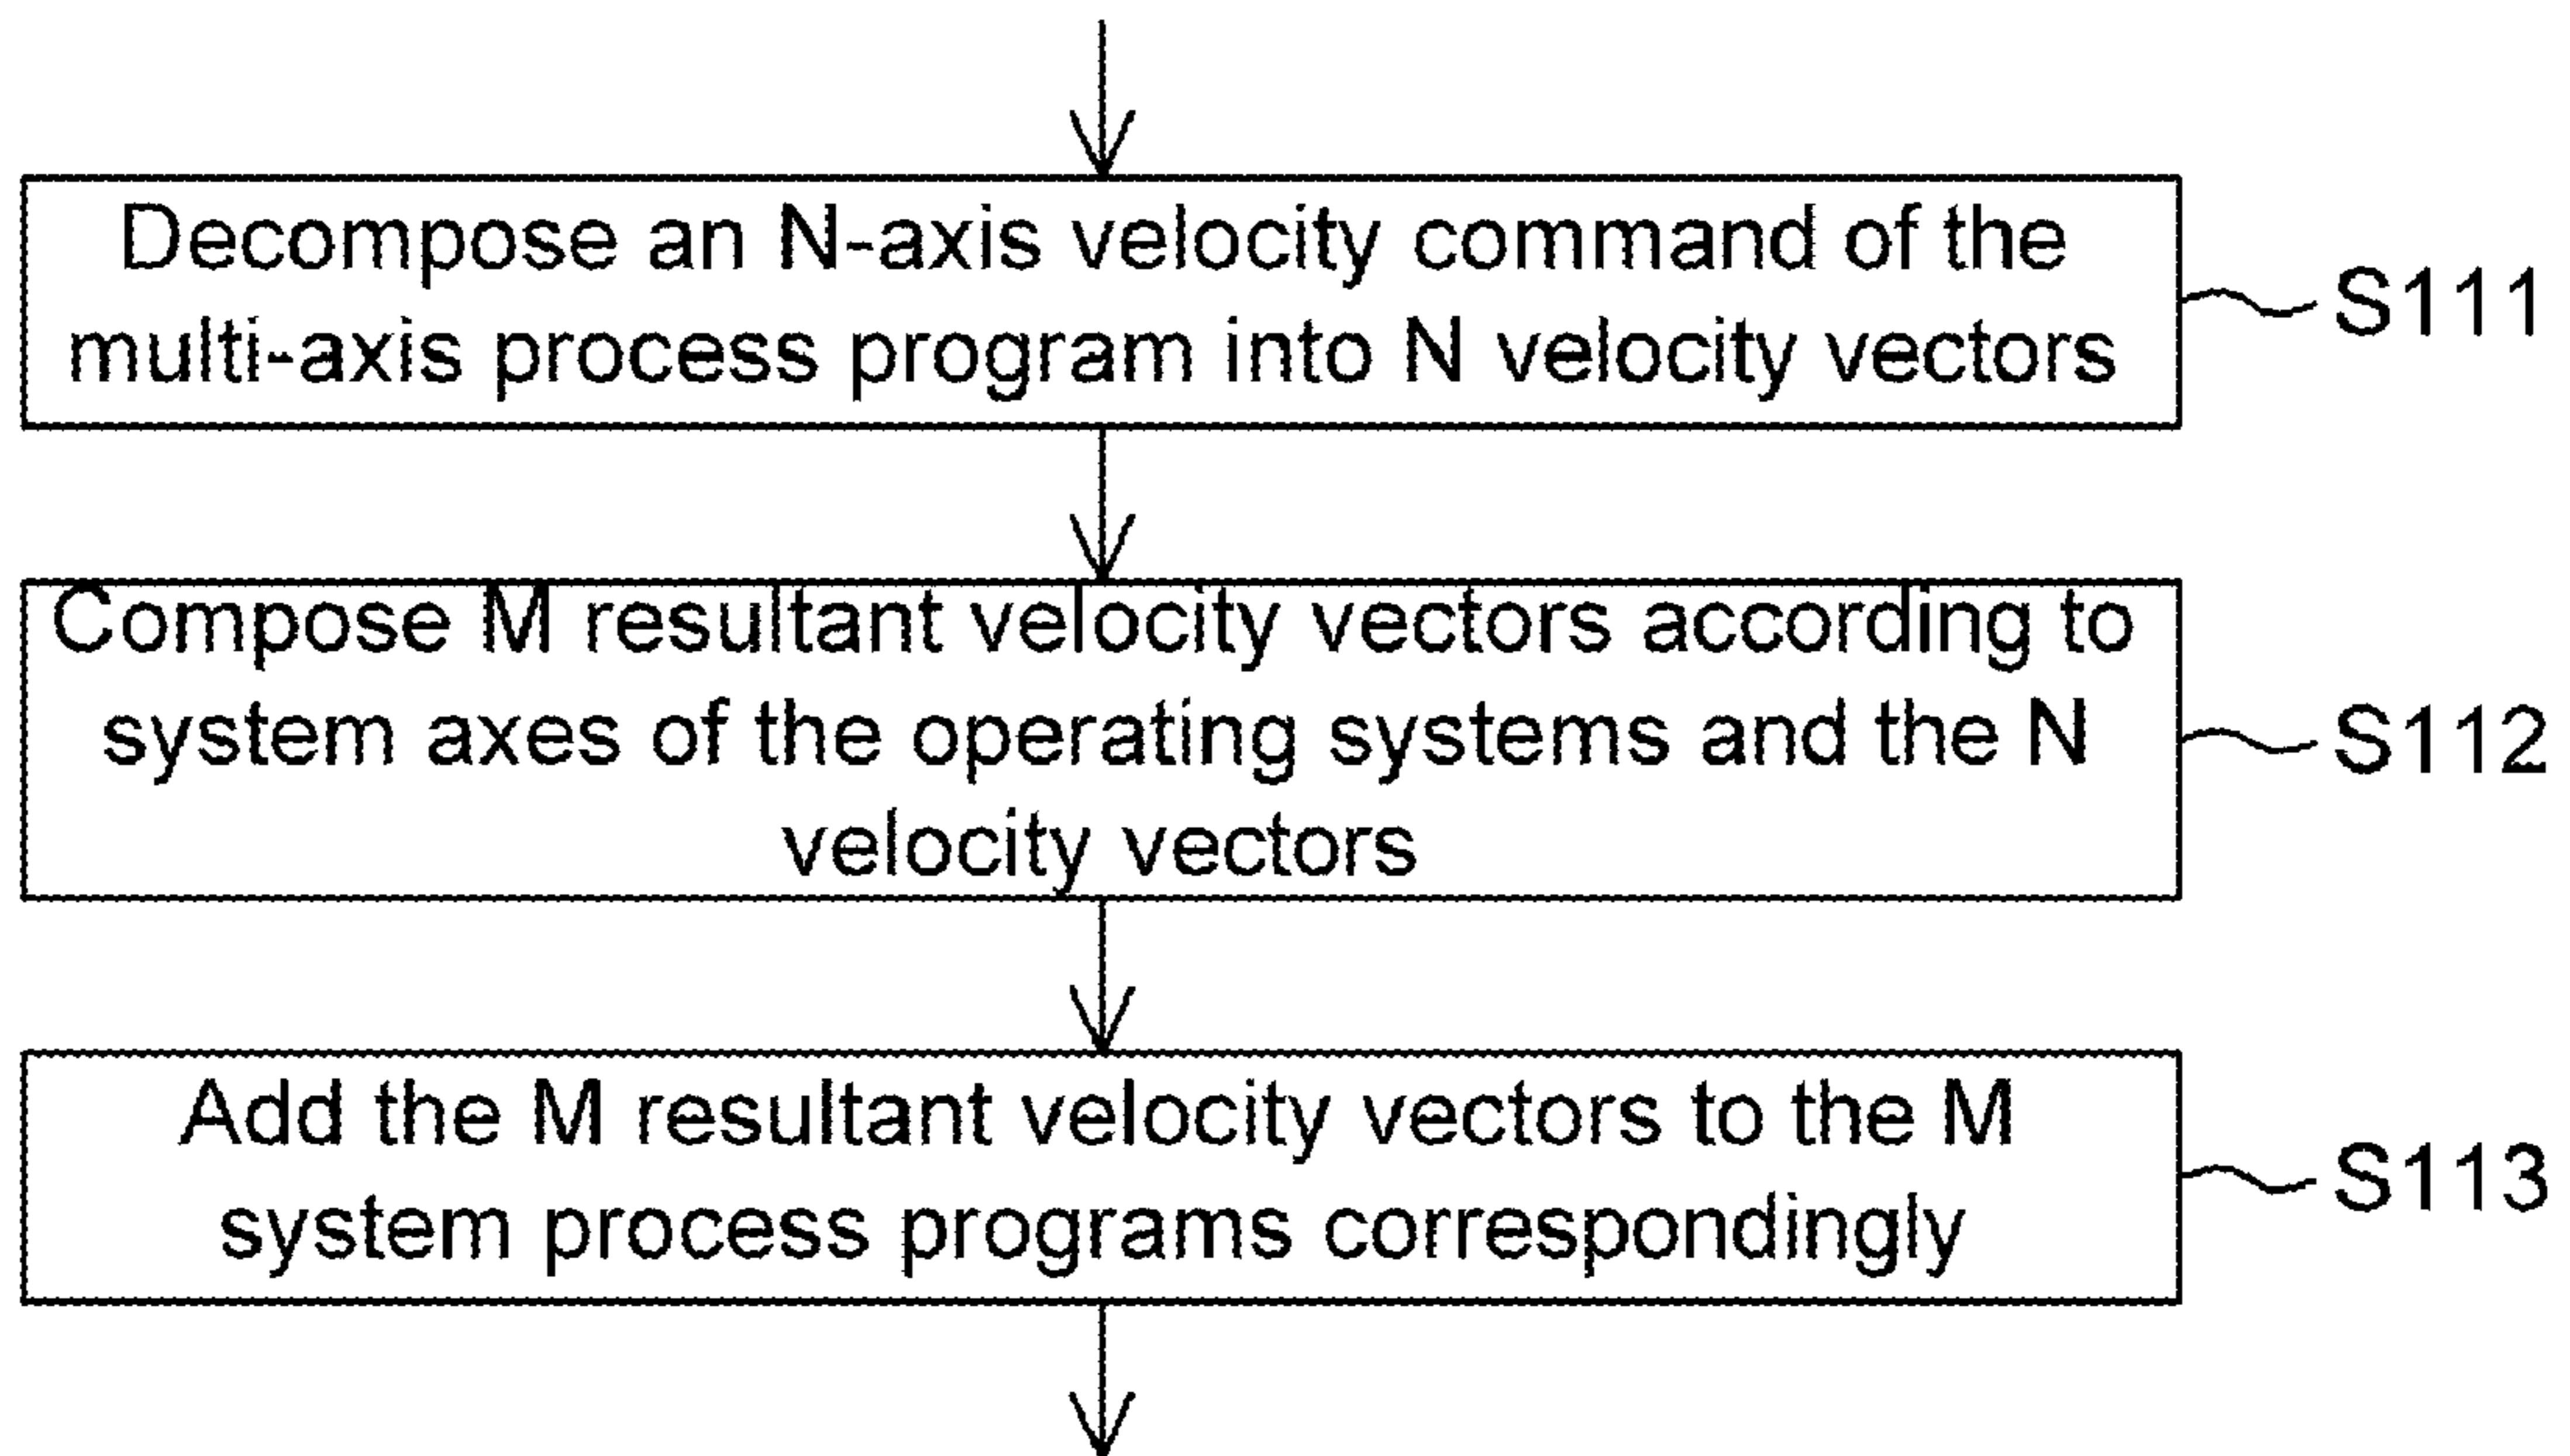 Decompose an N-axis velocity command of the
multi-axis process program into N velocity vectors
S111
Compose M resultant velocity vectors according to
system axes of the operating systems and the N
velocity vectors
S112
Add the M resultant velocity vectors to the M
system process programs correspondingly
S113